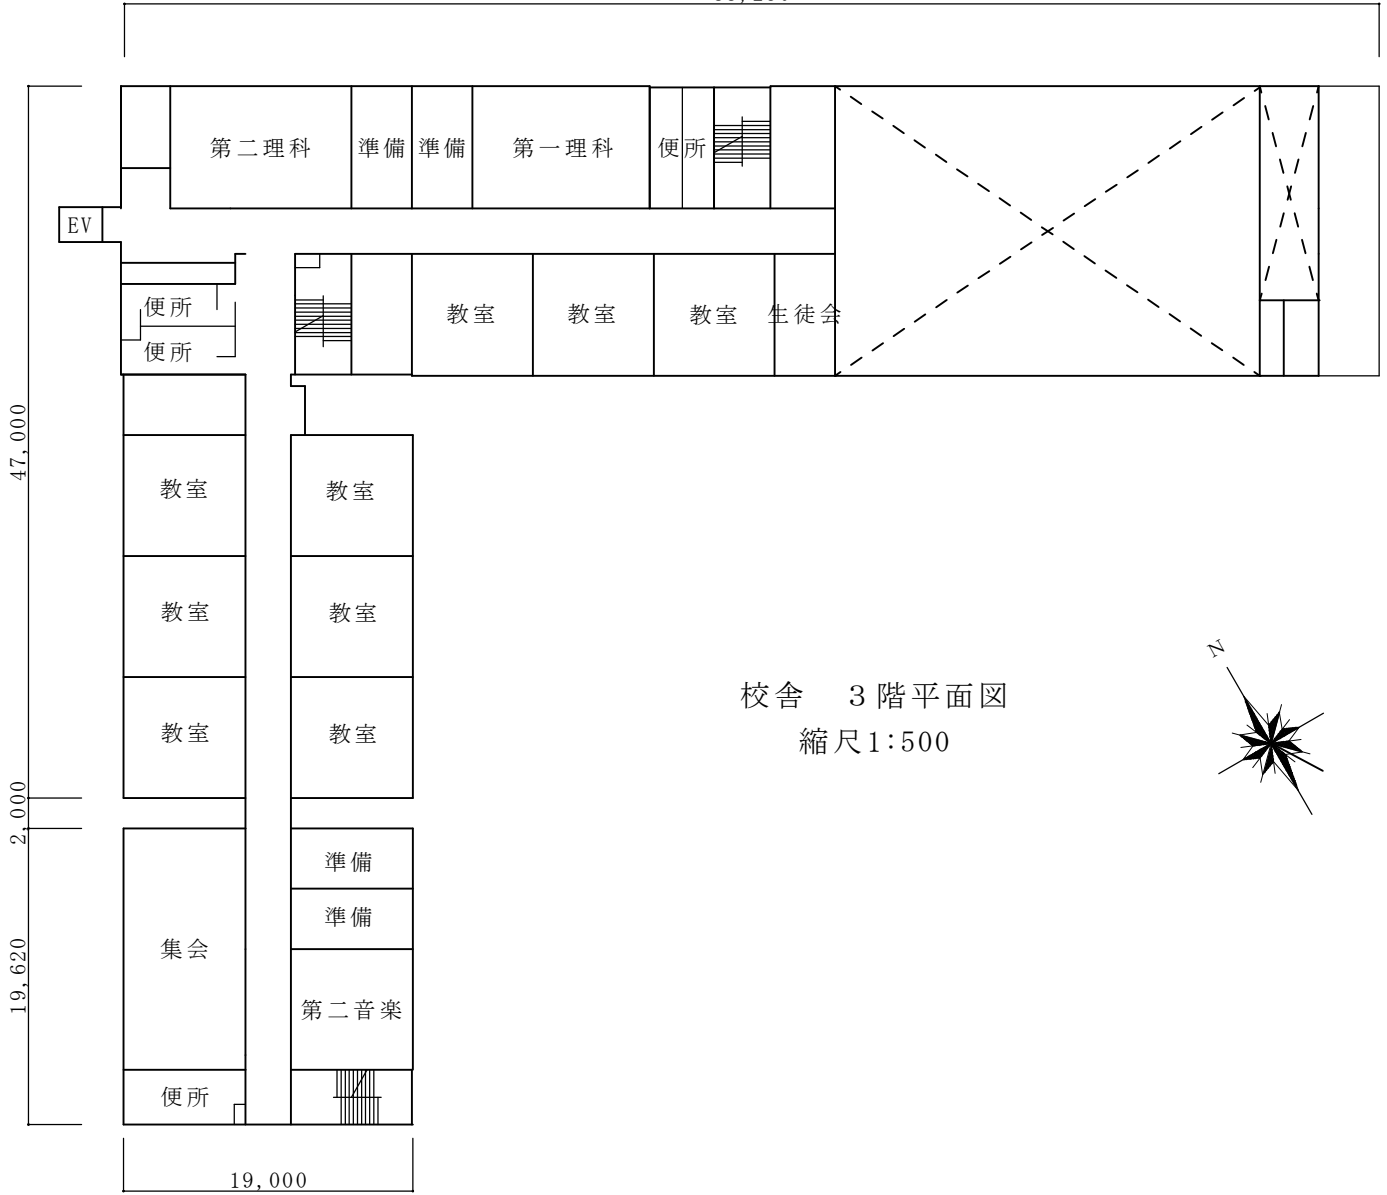 第二理科
準備
準備
第一理科
便所
EV
便所
便所
教室
教室
教室
生徒会
47,000
教室
教室
教室
教室
教室
教室
N
校舎　３階平面図
縮尺1:500
2,000
準備
準備
集会
19,620
第二音楽
便所
19,000